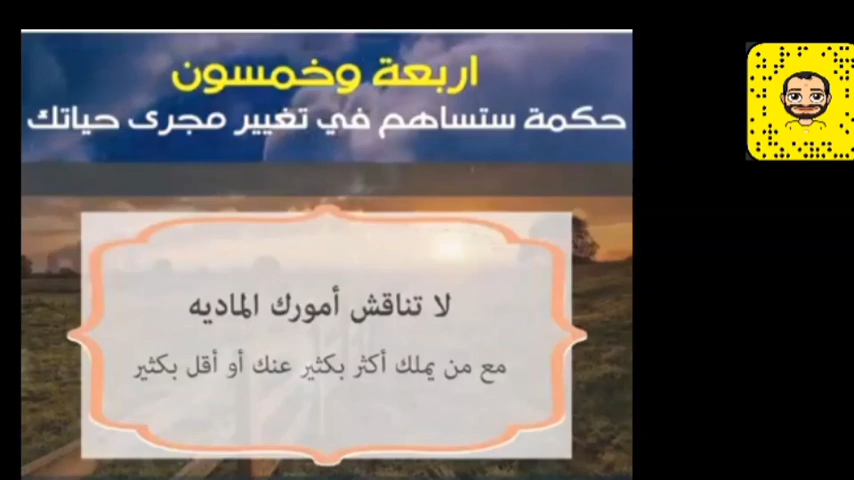 اربعة وخمسون
حكمة ستساهم في تغيير مجرى حياتك
لا تناقش أمورك الماديه
مع من يملك أكثر بكثير عنك أو أقل بكثير